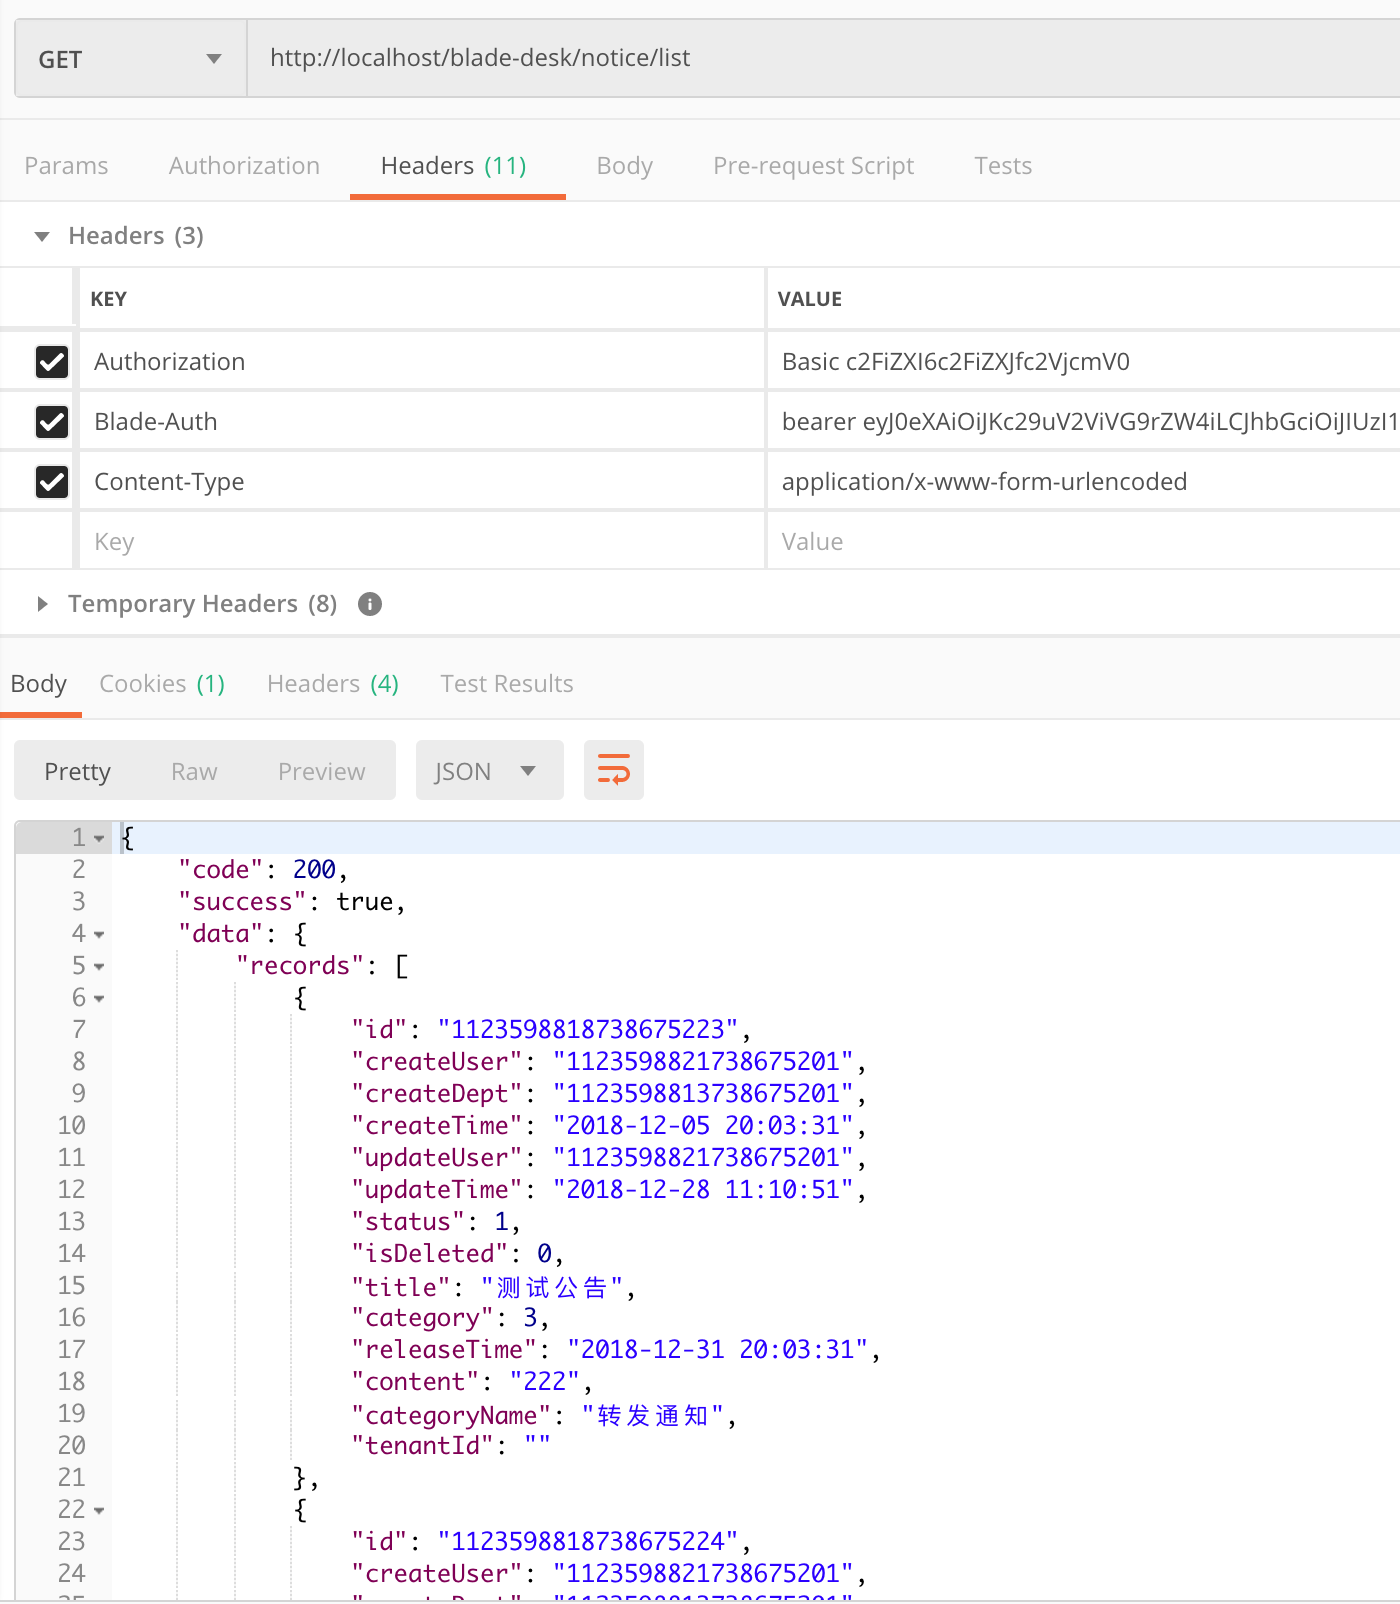 GET http://localhost/blade-desk/notice/list
Params Authorization Headers (11) Body Pre-request Script Tests
Headers (3)
KEY VALUE
Authorization Basic c2FiZXI6c2FiZXJfc2VjcmV0
Blade-Auth bearer eyJ0eXAiOiJKc29uV2ViVG9rZW4iLCJhbGciOiJIUzI1
Content-Type application/x-www-form-urlencoded
Key Value
Temporary Headers (8)
Body Cookies (1) Headers (4) Test Results
Pretty Raw Preview JSON
1 {
2 "code": 200,
3 "success": true,
4 "data": {
5 "records": [
6 {
7 "id": "1123598818738675223",
8 "createUser": "1123598821738675201",
9 "createDept": "1123598813738675201",
10 "createTime": "2018-12-05 20:03:31",
11 "updateUser": "1123598821738675201",
12 "updateTime": "2018-12-28 11:10:51",
13 "status": 1,
14 "isDeleted": 0,
15 "title": "测试公告",
16 "category": 3,
17 "releaseTime": "2018-12-31 20:03:31",
18 "content": "222",
19 "categoryName": "转发通知",
20 "tenantId": ""
21 },
22 {
23 "id": "1123598818738675224",
24 "createUser": "1123598821738675201",